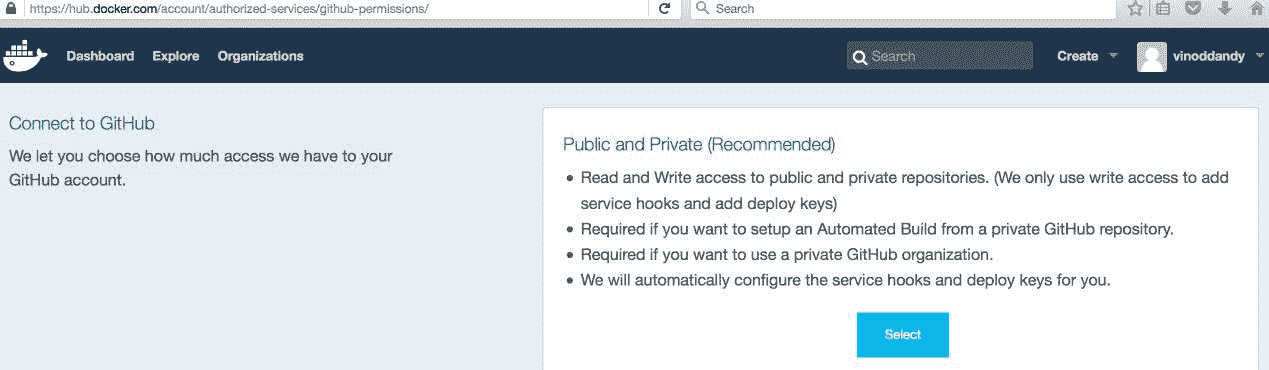 https://hub.docker.com/account/authorized-services/github-permissions/
Search
Dashboard Explore Organizations Search Create vinoddandy
Connect to GitHub
We let you choose how much access we have to your
GitHub account.
Public and Private (Recommended)
• Read and Write access to public and private repositories. (We only use write access to add
service hooks and add deploy keys)
• Required if you want to setup an Automated Build from a private GitHub repository.
• Required if you want to use a private GitHub organization.
• We will automatically configure the service hooks and deploy keys for you.
Select